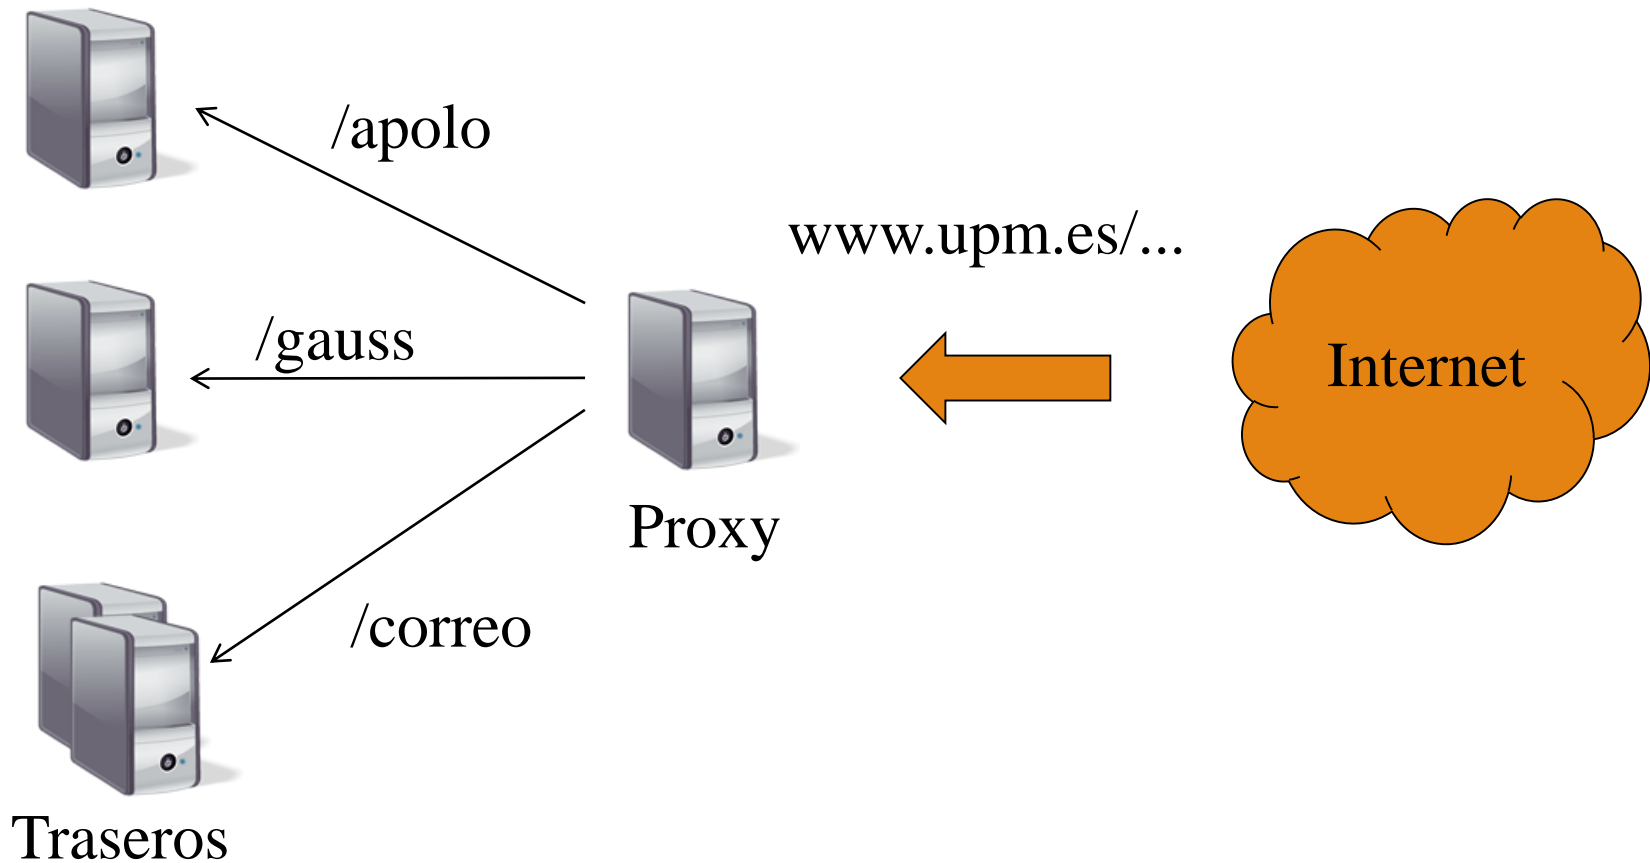 /apolo
www.upm.es/...
/gauss
Internet
Proxy
/correo
Traseros